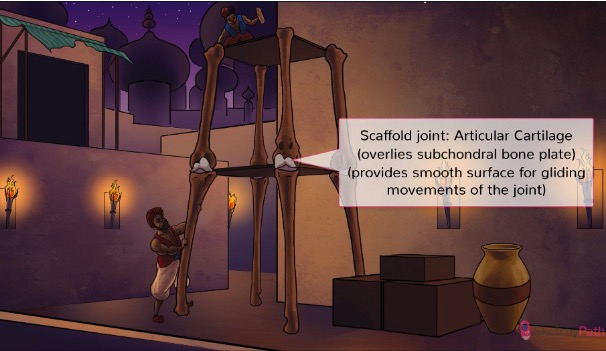 Scaffold joint: Articular Cartilage
(overlies subchondral bone plate)
(provides smooth surface for gliding
movements of the joint)